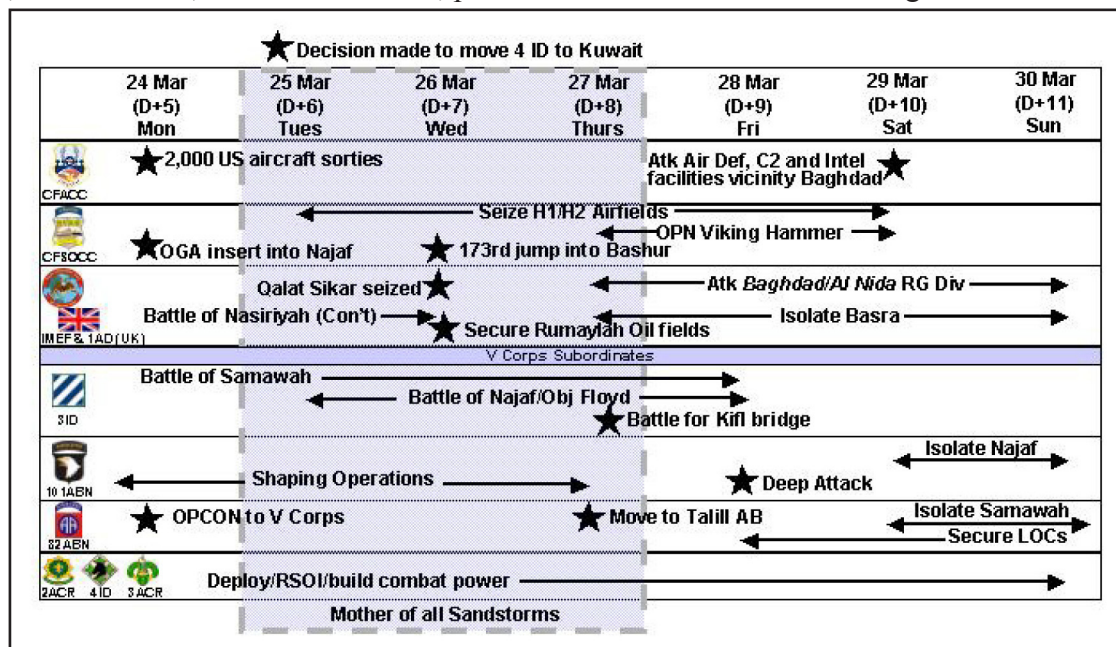 Decision made to move 4 ID to Kuwait
24 Mar 25 Mar 26 Mar 27 Mar 28 Mar 29 Mar 30 Mar
(D+5) (D+6) (D+7) (D+8) (D+9) (D+10) (D+11)
Mon Tues Wed Thurs Fri Sat Sun
2,000 US aircraft sorties
Atk Air Def, C2 and Intel
facilities vicinity Baghdad
CFACC
Seize H1/H2 Airfields
OPN Viking Hammer
OGA insert into Najaf
173rd jump into Bashur
CFSOCC
Qalat Sikar seized
Atk Baghdad/Al Nida RG Div
Battle of Nasiriyah (Con't)
Secure Rumaylah Oil fields
Isolate Basra
IMEF & 1AD(UK)
V Corps Subordinates
Battle of Samawah
Battle of Najaf/Obj Floyd
Battle for Kifl bridge
3ID
Isolate Najaf
Shaping Operations
Deep Attack
101ABN
OPCON to V Corps
Move to Talill AB
Isolate Samawah
Secure LOCs
82ABN
Deploy/RSOI/build combat power
2ACR 4ID 3ACR
Mother of all Sandstorms